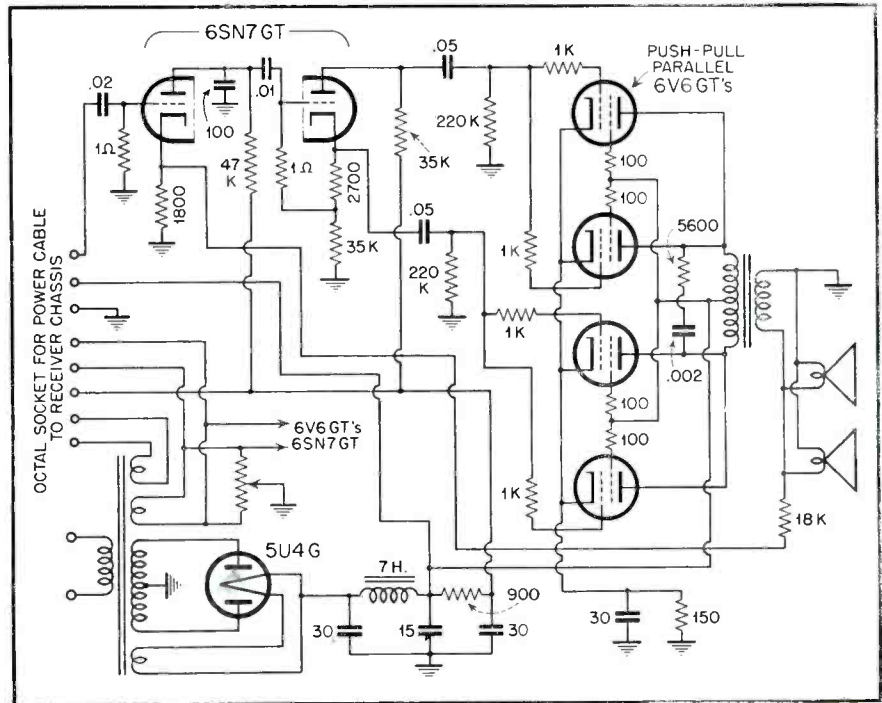 6SN7GT
PUSH-PULL
PARALLEL
6V6GT's
.02
100
.01
.05
1K
1Ω
1800
47
K
1Ω
2700
35K
35K
220K
.05
220
K
1K
1K
1K
100
100
100
100
5600
.002
18K
OCTAL SOCKET FOR POWER CABLE
TO RECEIVER CHASSIS
6V6GT's
6SN7GT
5U4G
7H.
900
30
15
30
30
150